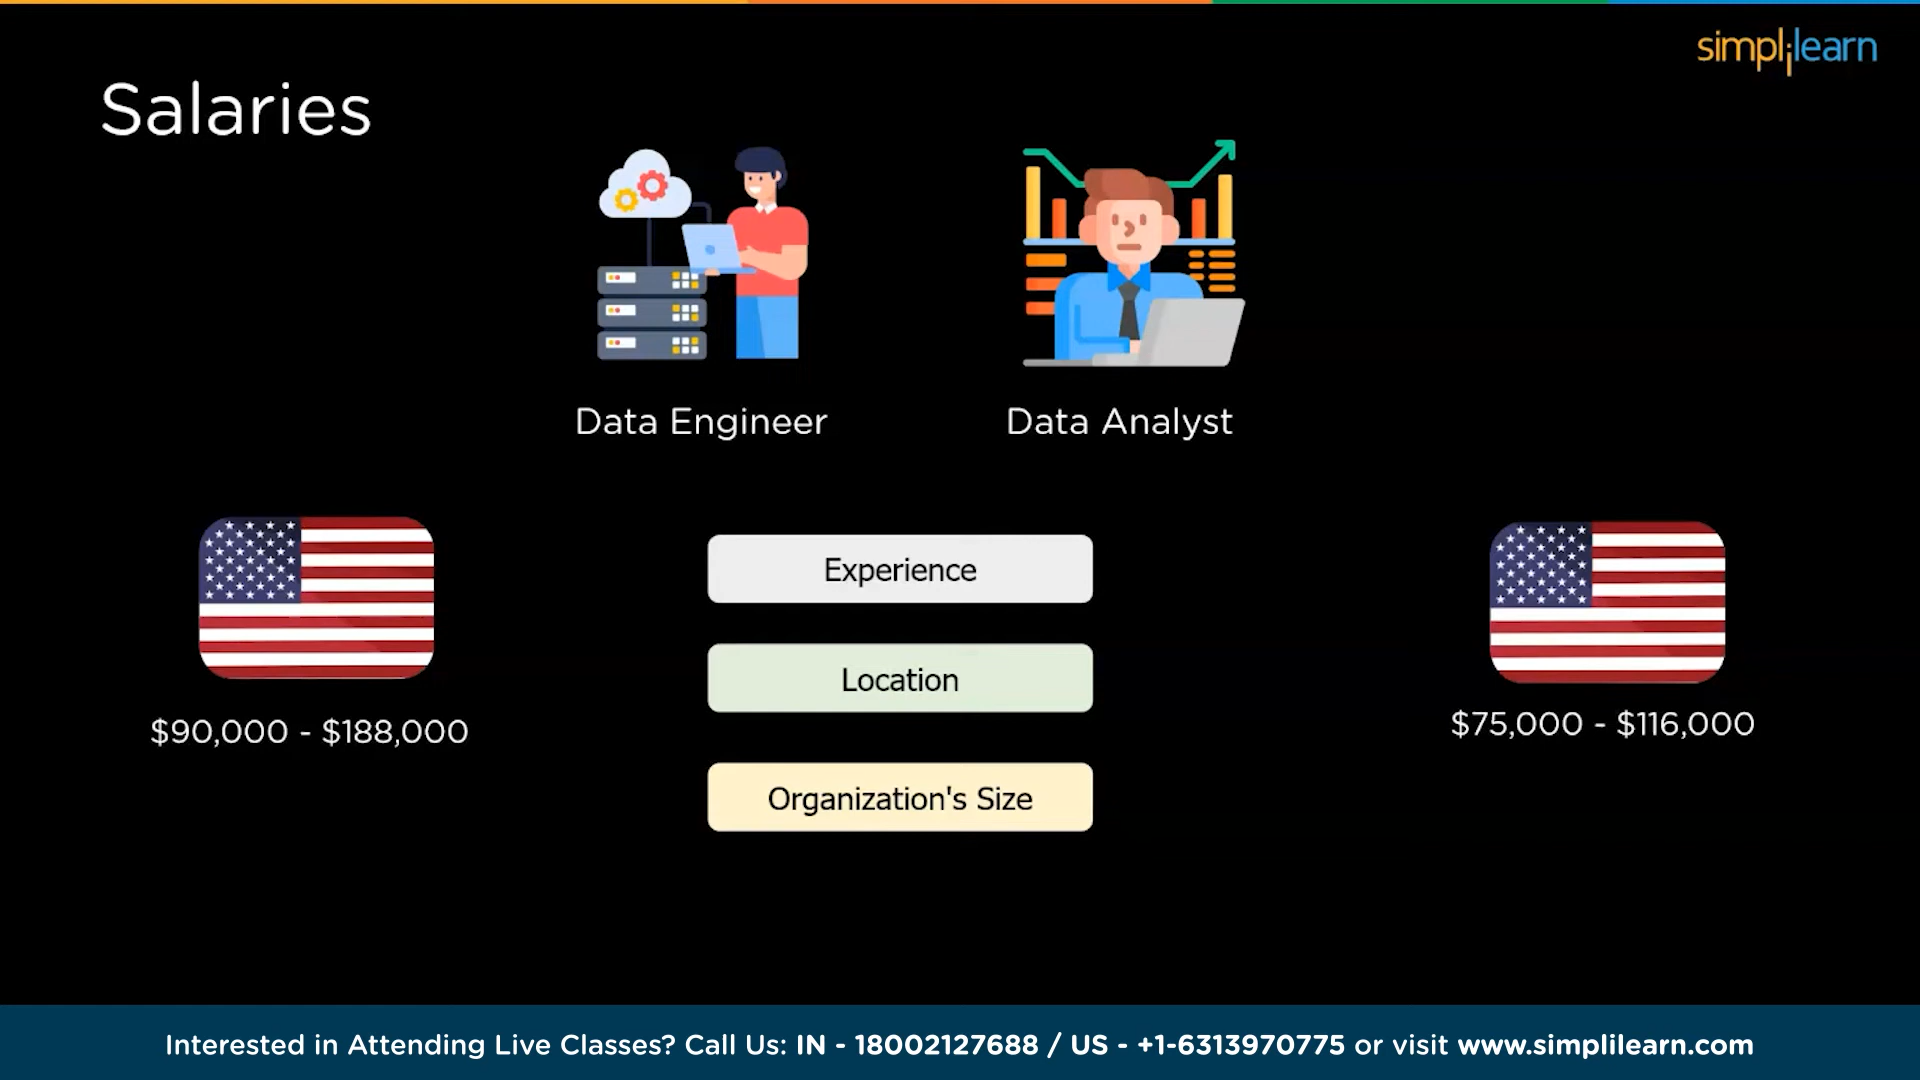 simplilearn
Salaries
Data Engineer
Data Analyst
Experience
Location
Organization's Size
$90,000 - $188,000
$75,000 - $116,000
Interested in Attending Live Classes? Call Us: IN - 18002127688 / US - +1-6313970775 or visit www.simplilearn.com